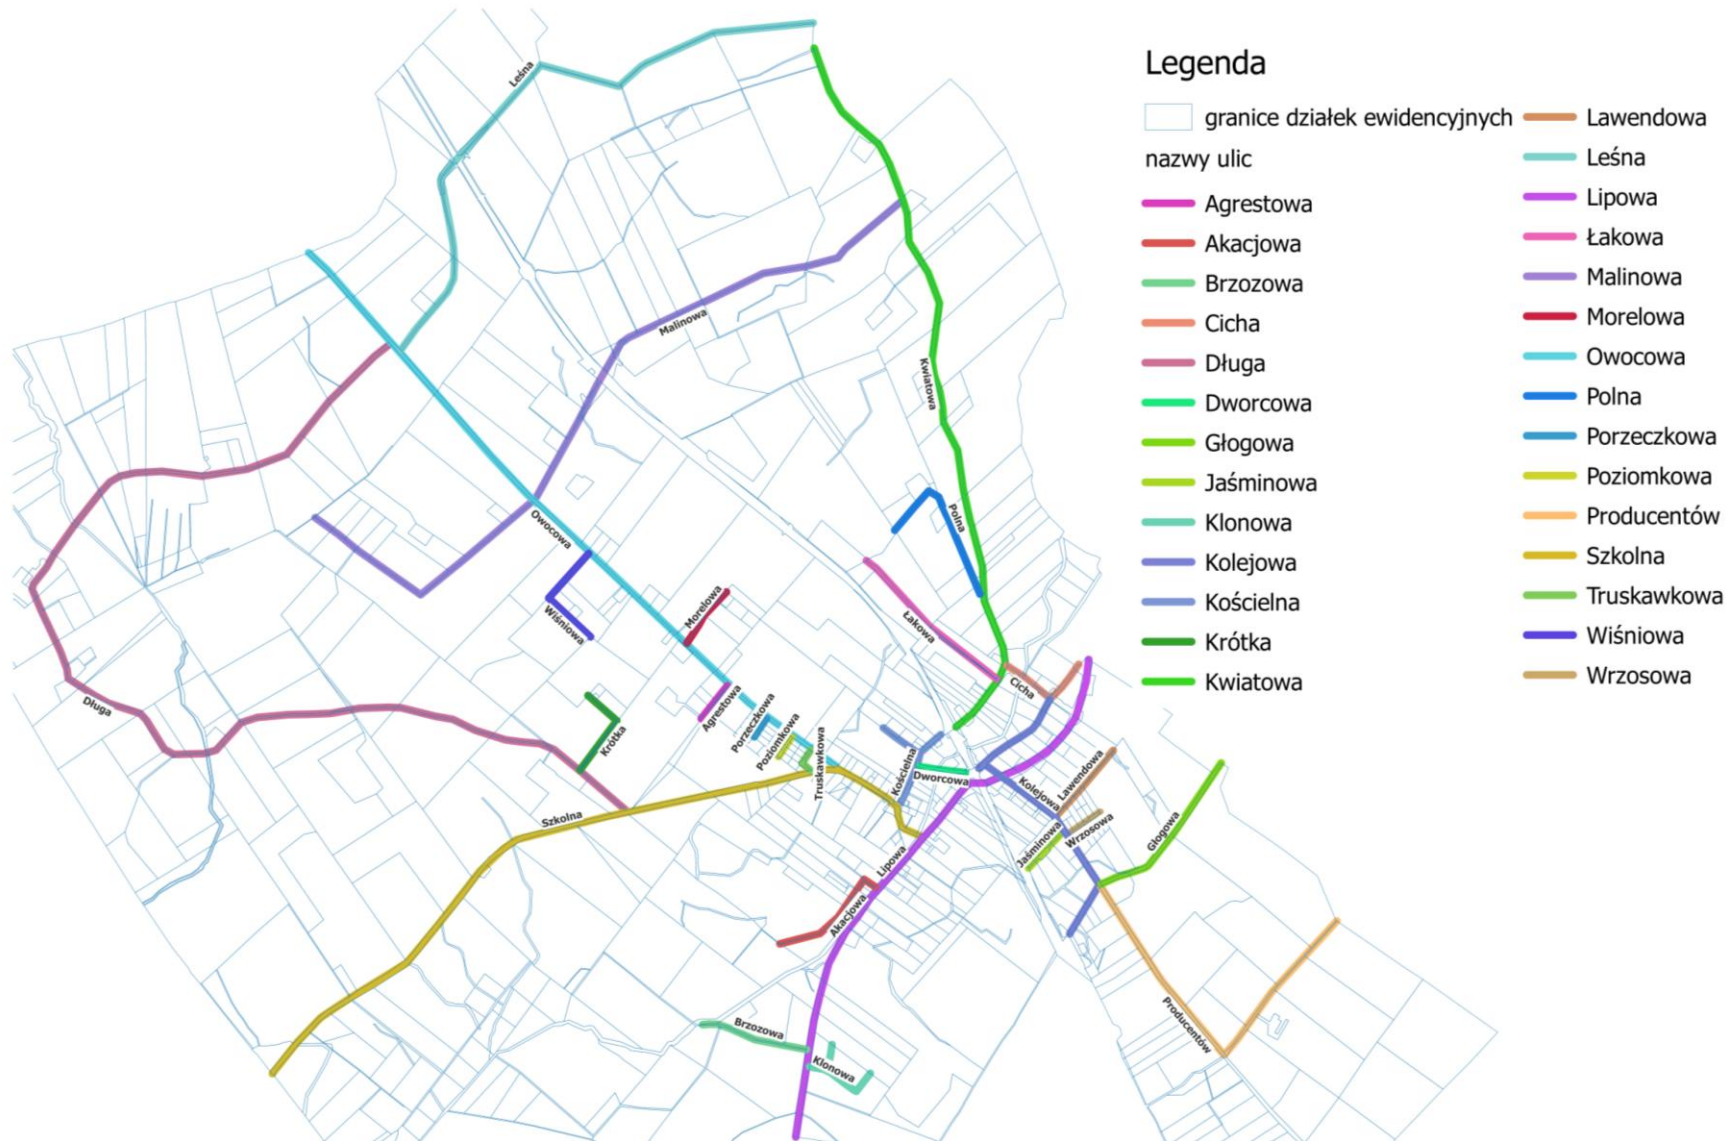 Legenda
granice działek ewidencyjnych
nazwy ulic
Agrestowa
Akacjowa
Brzozowa
Cicha
Długa
Dworcowa
Głogowa
Jaśminowa
Klonowa
Kolejowa
Kościelna
Krótka
Kwiatowa
Lawendowa
Leśna
Lipowa
Łakowa
Malinowa
Morelowa
Owocowa
Polna
Porzeczkowa
Poziomkowa
Producentów
Szkolna
Truskawkowa
Wiśniowa
Wrzosowa
Leśna
Malinowa
Kwiatowa
Owocowa
Polna
Wiśniowa
Morelowa
Łakowa
Cicha
Długa
Agrestowa
Porzeczkowa
Poziomkowa
Truskawkowa
Krótka
Kościelna
Dworcowa
Kolejowa
Lawendowa
Jaśminowa
Wrzosowa
Głogowa
Szkolna
Lipowa
Akacjowa
Brzozowa
Klonowa
Producentów